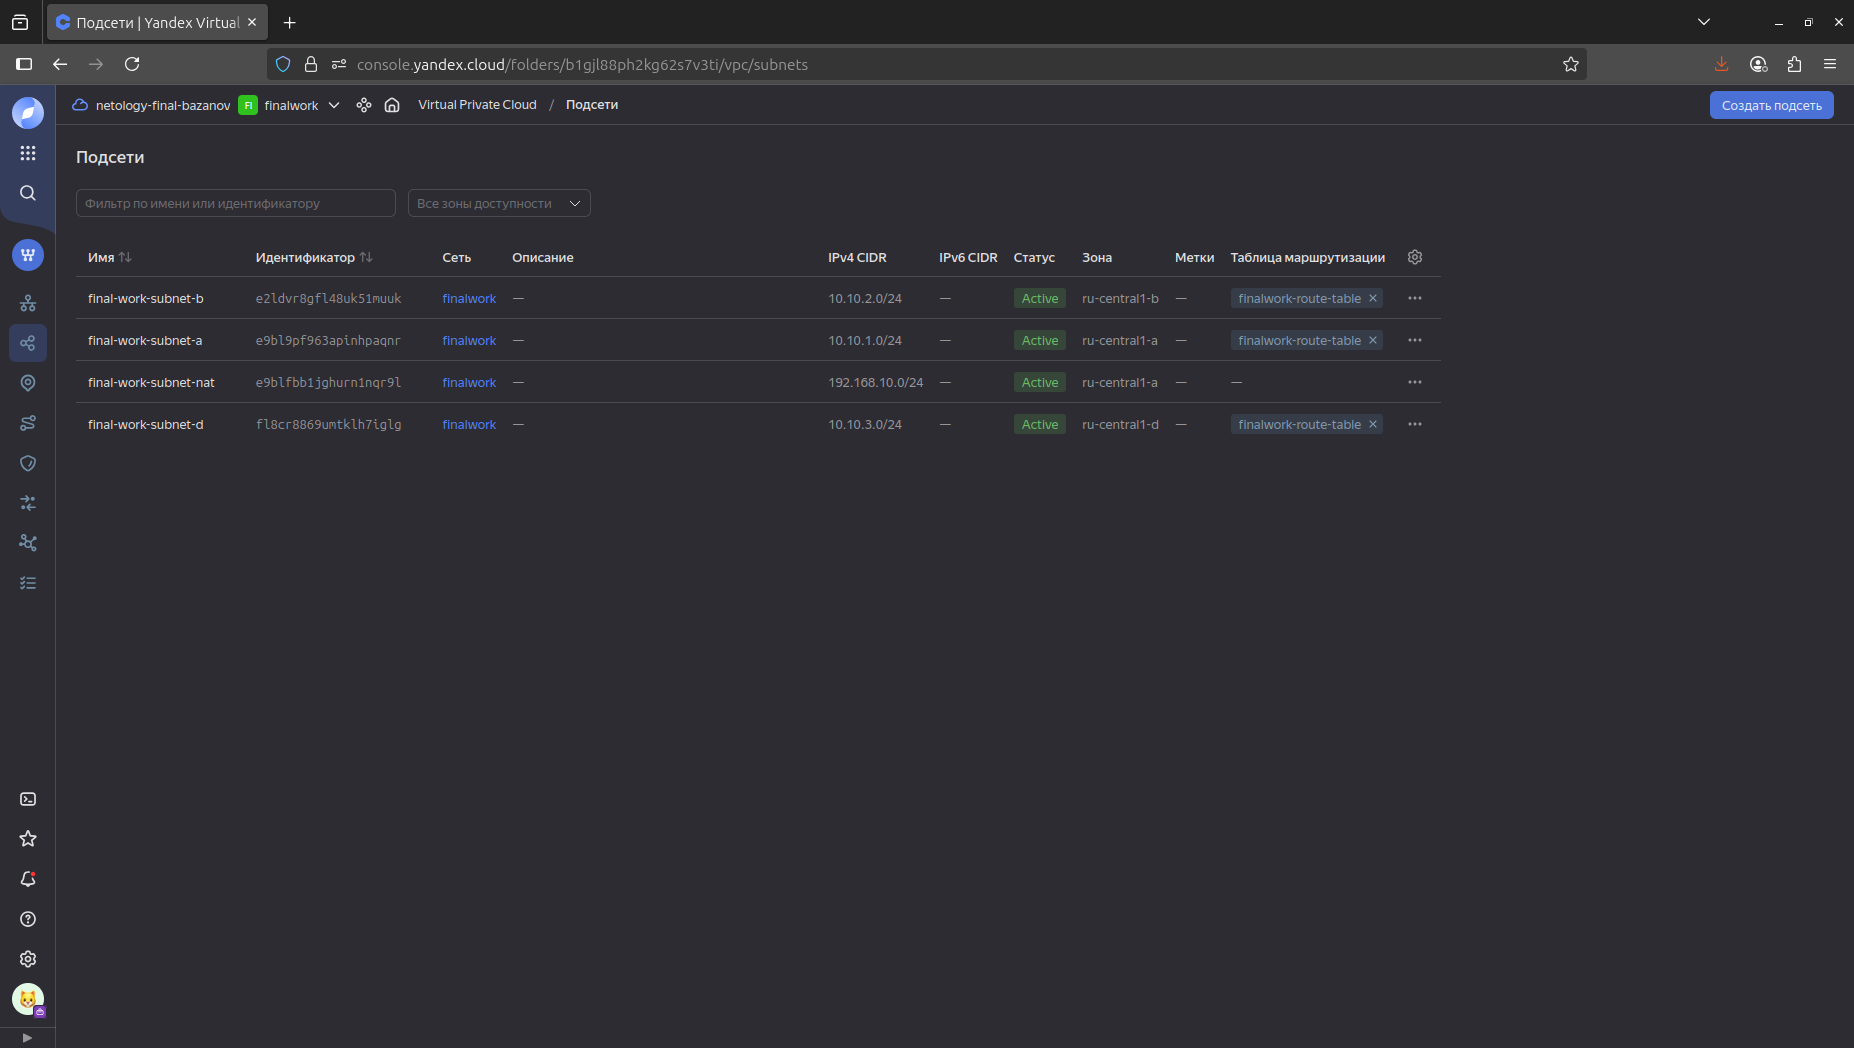 Подсети | Yandex Virtual
console.yandex.cloud/folders/b1gjl88ph2kg62s7v3ti/vpc/subnets
netology-final-bazanov FI finalwork Virtual Private Cloud / Подсети Создать подсеть
Подсети
Фильтр по имени или идентификатору Все зоны доступности
Имя Идентификатор Сеть Описание IPv4 CIDR IPv6 CIDR Статус Зона Метки Таблица маршрутизации
final-work-subnet-b e2ldvr8gfl48uk51muuk finalwork — 10.10.2.0/24 — Active ru-central1-b — finalwork-route-table
final-work-subnet-a e9bl9pf963apinhpaqnr finalwork — 10.10.1.0/24 — Active ru-central1-a — finalwork-route-table
final-work-subnet-nat e9blfbb1jghurn1nqr9l finalwork — 192.168.10.0/24 — Active ru-central1-a — —
final-work-subnet-d fl8cr8869umtklh7iglg finalwork — 10.10.3.0/24 — Active ru-central1-d — finalwork-route-table